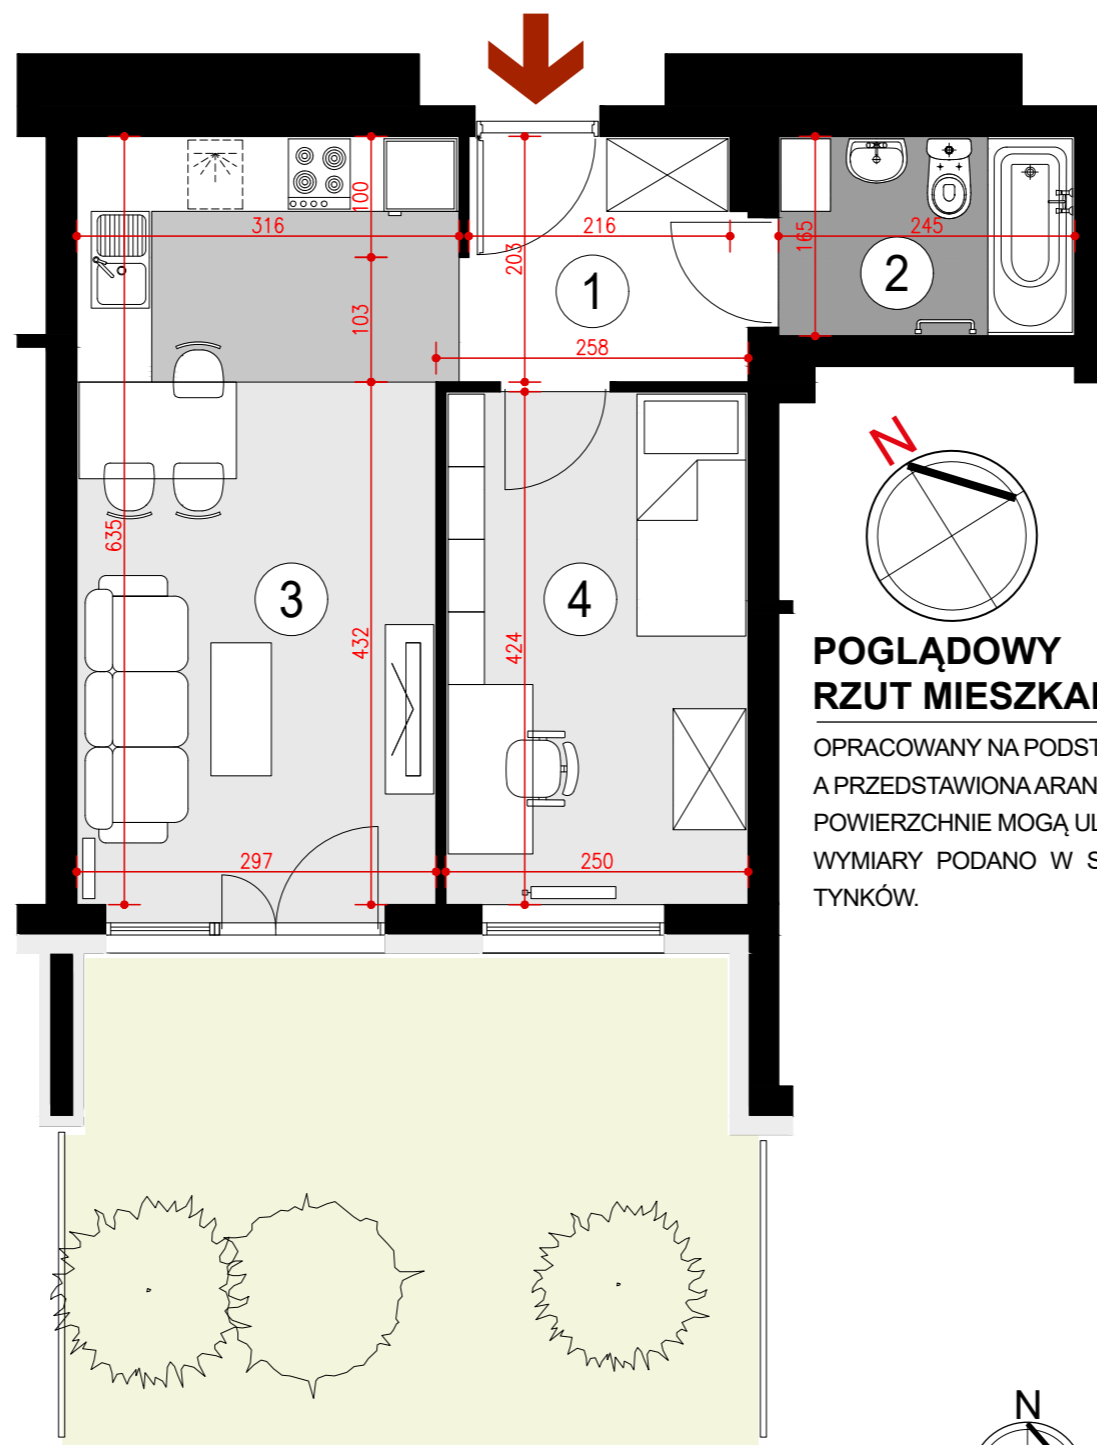 100
316
216
203
165
245
1
2
103
258
N
635
3
432
4
424
POGLĄDOWY
RZUT MIESZKA
OPRACOWANY NA PODST
A PRZEDSTAWIONA ARAN
POWIERZCHNIE MOGĄ UL
WYMIARY PODANO W S
TYNKÓW.
297
250
N